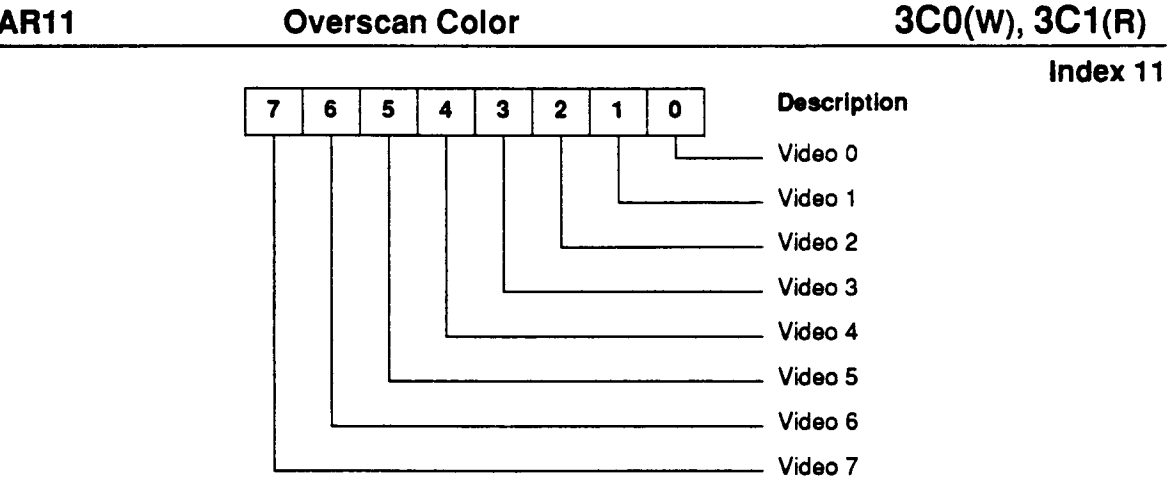 AR11 Overscan Color 3C0(W), 3C1(R)
Index 11
7 6 5 4 3 2 1 0 Description
Video 0
Video 1
Video 2
Video 3
Video 4
Video 5
Video 6
Video 7